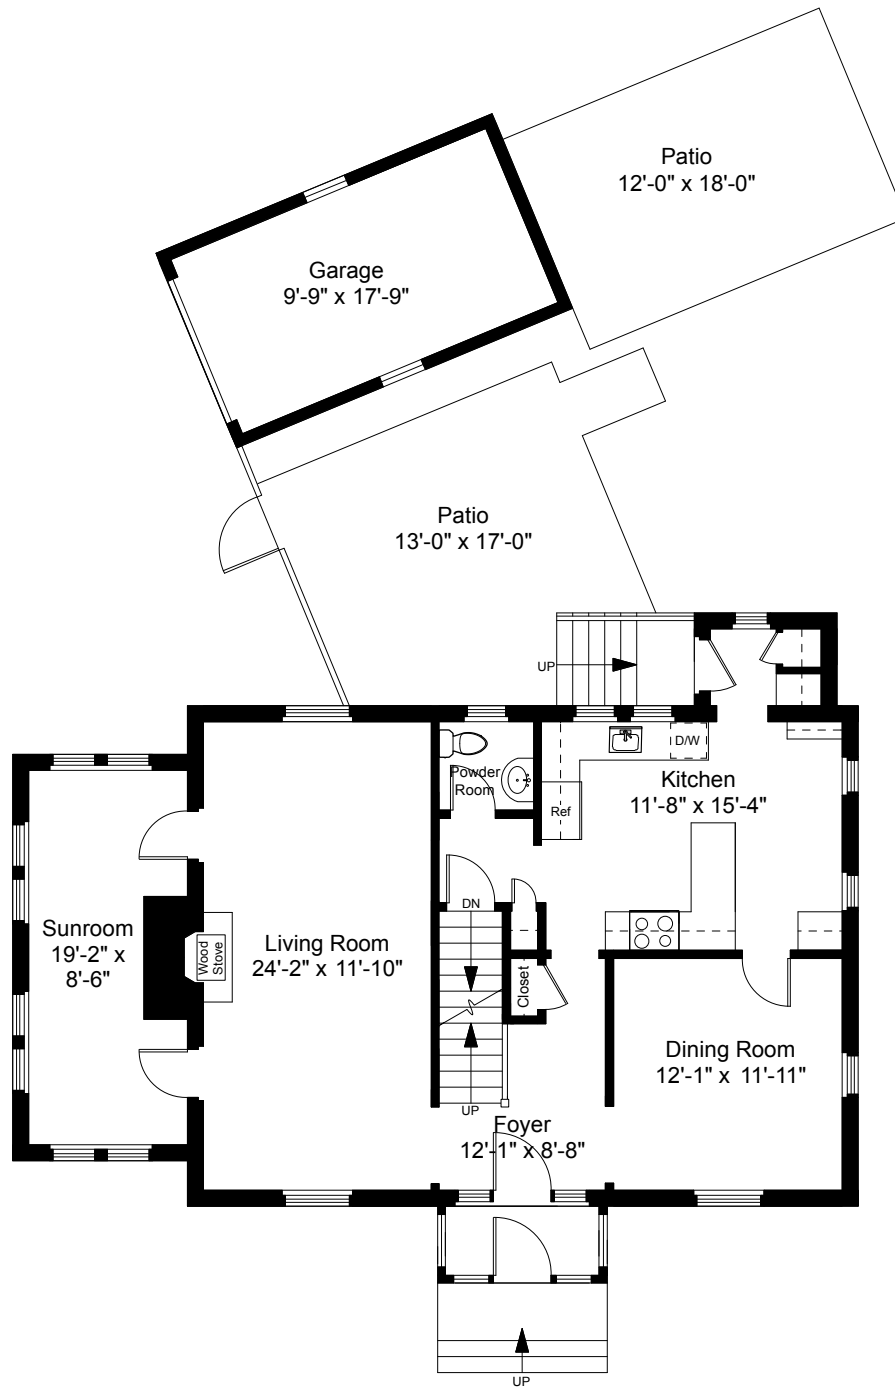 Patio
12'-0" x 18'-0"
Garage
9'-9" x 17'-9"
Patio
13'-0" x 17'-0"
UP
D/W
Powder
Room
Kitchen
11'-8" x 15'-4"
Ref
DN
Sunroom
19'-2" x
8'-6"
Wood
Stove
Living Room
24'-2" x 11'-10"
Closet
Dining Room
12'-1" x 11'-11"
UP
Foyer
12'-1" x 8'-8"
UP